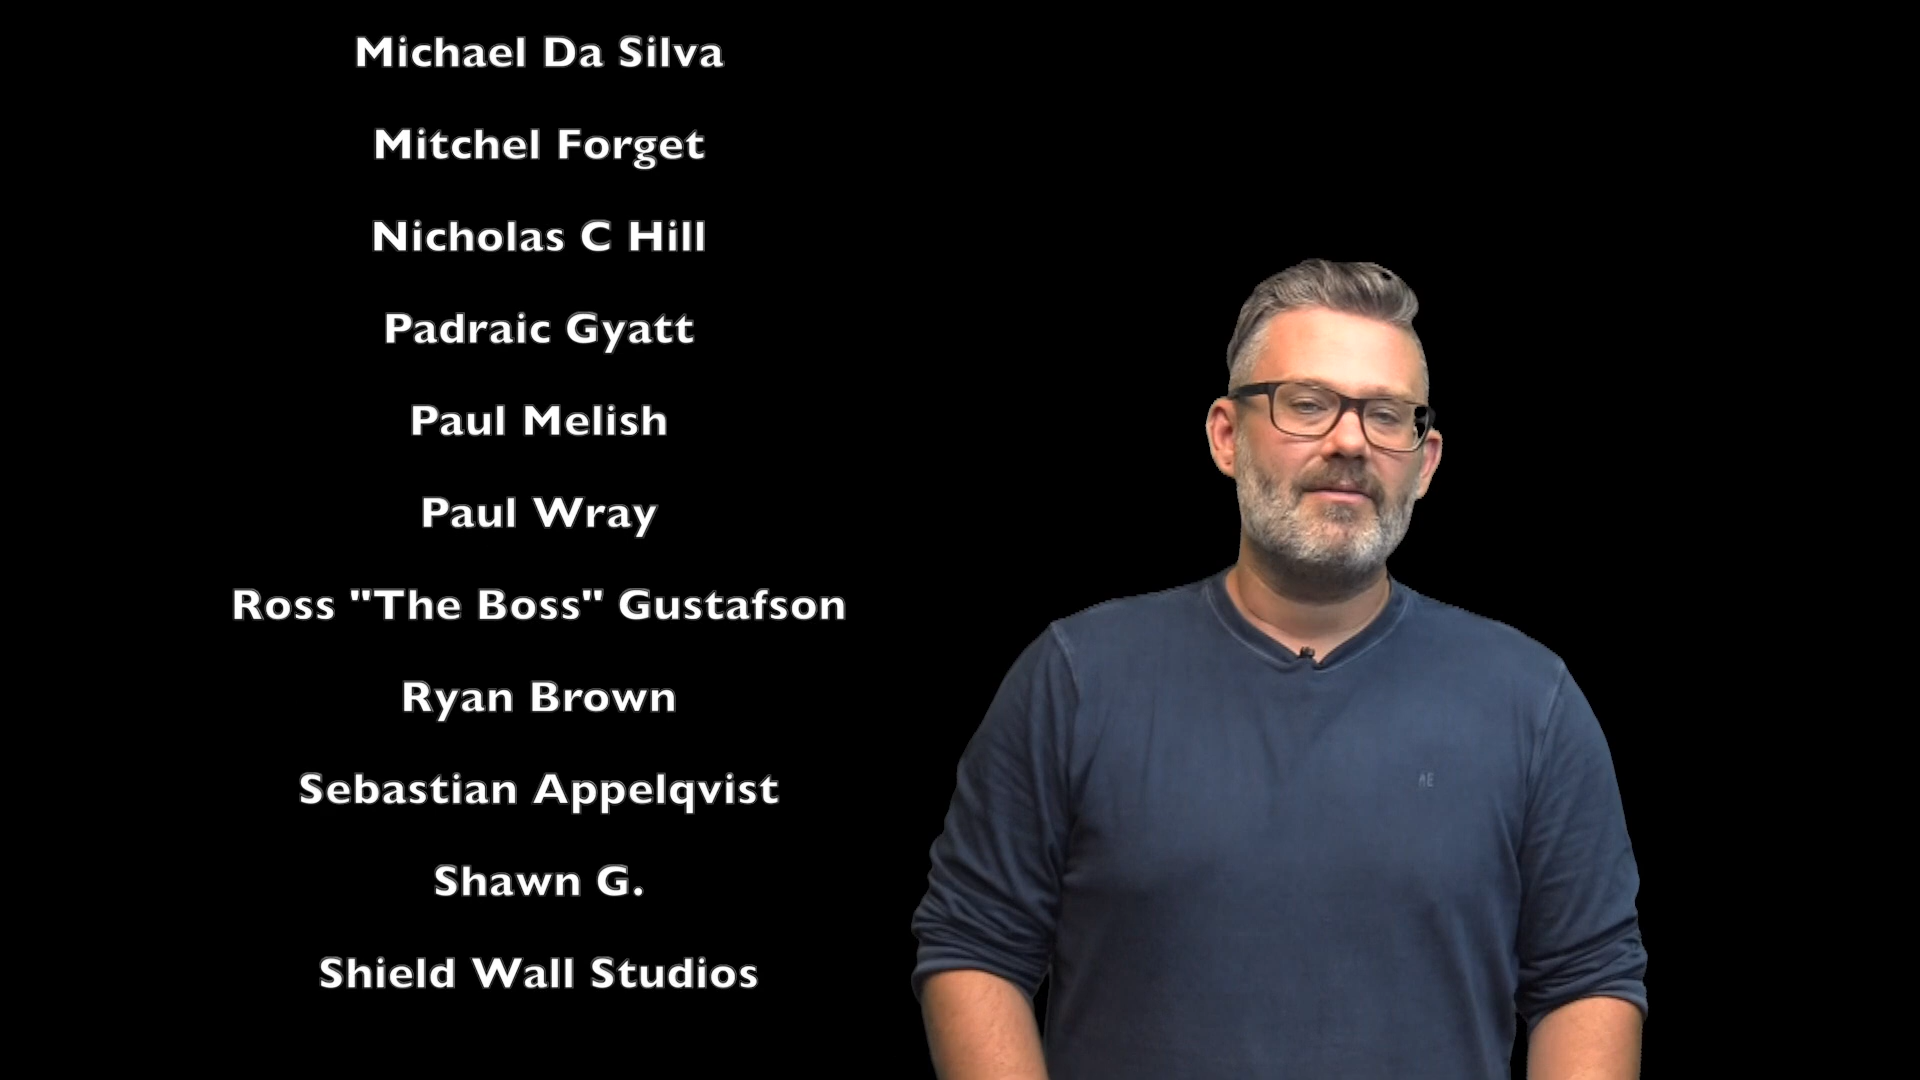 Michael Da Silva
Mitchel Forget
Nicholas C Hill
Padraic Gyatt
Paul Melish
Paul Wray
Ross "The Boss" Gustafson
Ryan Brown
Sebastian Appelqvist
Shawn G.
Shield Wall Studios
AE